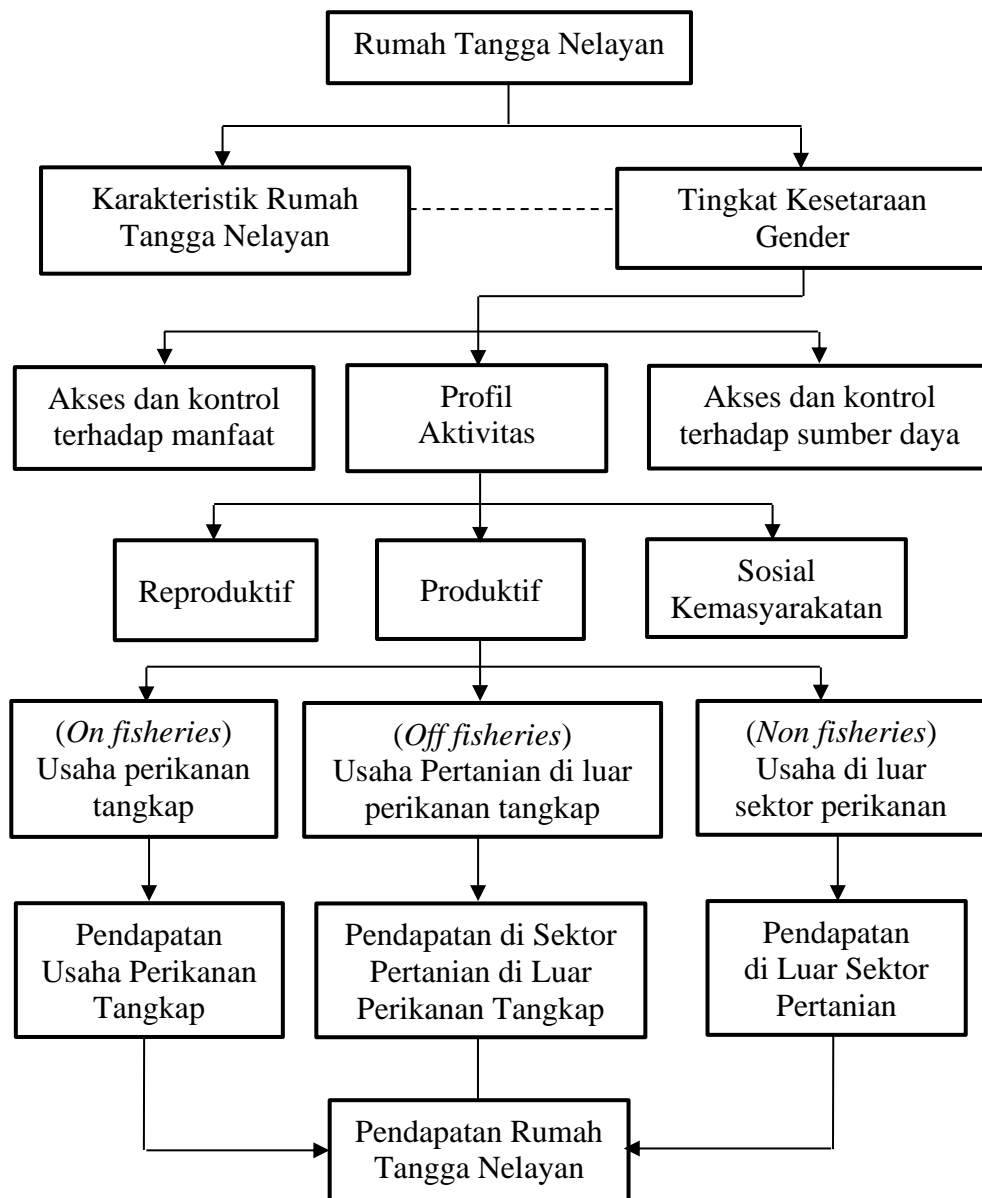 Rumah Tangga Nelayan
Karakteristik Rumah
Tangga Nelayan
Tingkat Kesetaraan
Gender
Akses dan kontrol
terhadap manfaat
Profil
Aktivitas
Akses dan kontrol
terhadap sumber daya
Reproduktif
Produktif
Sosial
Kemasyarakatan
(On fisheries)
Usaha perikanan
tangkap
(Off fisheries)
Usaha Pertanian di luar
perikanan tangkap
(Non fisheries)
Usaha di luar
sektor perikanan
Pendapatan
Usaha Perikanan
Tangkap
Pendapatan di Sektor
Pertanian di Luar
Perikanan Tangkap
Pendapatan
di Luar Sektor
Pertanian
Pendapatan Rumah
Tangga Nelayan